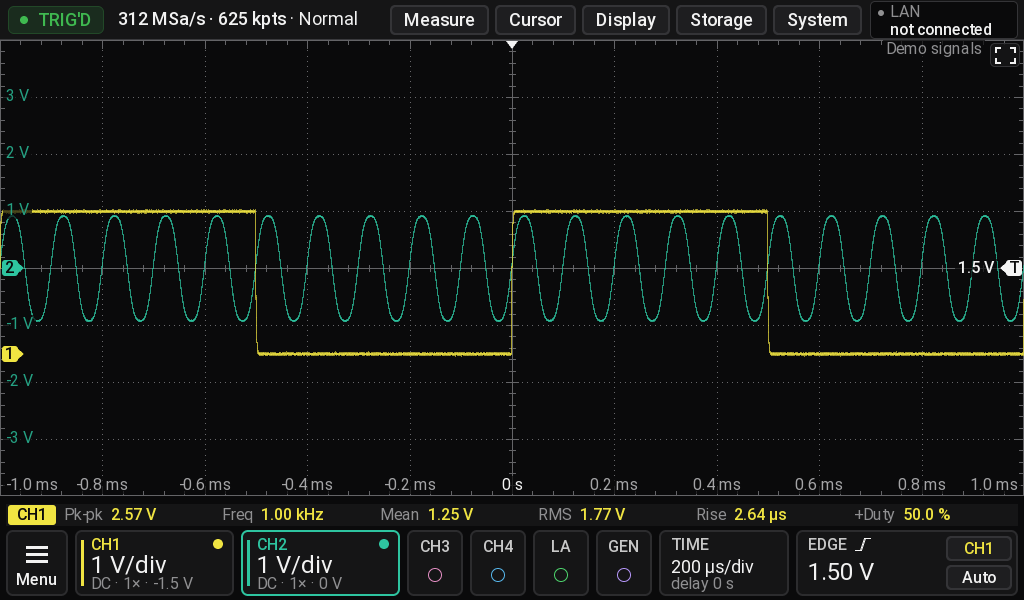 TRIG'D 312 MSa/s · 625 kpts · Normal Measure Cursor Display Storage System LAN
not connected
Demo signals
3 V
2 V
1 V
2 1.5 V T
-1 V
1
-2 V
-3 V
-1.0 ms -0.8 ms -0.6 ms -0.4 ms -0.2 ms 0 s 0.2 ms 0.4 ms 0.6 ms 0.8 ms 1.0 ms
CH1 Pk-pk 2.57 V Freq 1.00 kHz Mean 1.25 V RMS 1.77 V Rise 2.64 µs +Duty 50.0 %
Menu
CH1
1 V/div
DC · 1× · -1.5 V
CH2
1 V/div
DC · 1× · 0 V
CH3
CH4
LA
GEN
TIME
200 µs/div
delay 0 s
EDGE
1.50 V
CH1
Auto